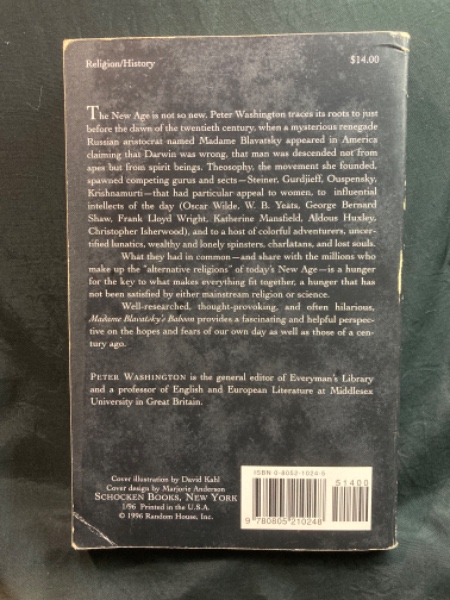 Religion/History
$14.00
The New Age is not so new. Peter Washington traces its roots to just
before the dawn of the twentieth century, when a mysterious renegade
Russian aristocrat named Madame Blavatsky appeared in America
claiming that Darwin was wrong, that man was descended not from
apes but from spirit beings. Theosophy, the movement she founded,
spawned competing gurus and sects—Steiner, Gurdjieff, Ouspensky,
Krishnamurti—that had particular appeal to women, to influential
intellects of the day (Oscar Wilde, W. B. Yeats, George Bernard
Shaw, Frank Lloyd Wright, Katherine Mansfield, Aldous Huxley,
Christopher Isherwood), and to a host of colorful adventurers, uncer-
tified lunatics, wealthy and lonely spinsters, charlatans, and lost souls.
What they had in common—and share with the millions who
make up the "alternative religions" of today's New Age—is a hunger
for the key to what makes everything fit together, a hunger that has
not been satisfied by either mainstream religion or science.
Well-researched, thought-provoking, and often hilarious,
Madame Blavatsky's Baboon provides a fascinating and helpful perspec-
tive on the hopes and fears of our own day as well as those of a cen-
tury ago.
PETER WASHINGTON is the general editor of Everyman's Library
and a professor of English and European Literature at Middlesex
University in Great Britain.
Cover illustration by David Kahl
Cover design by Marjorie Anderson
SCHOCKEN BOOKS, NEW YORK
1/96 Printed in the U.S.A.
© 1996 Random House, Inc.
ISBN 0-8052-1024-5
51400
9 780805 210248